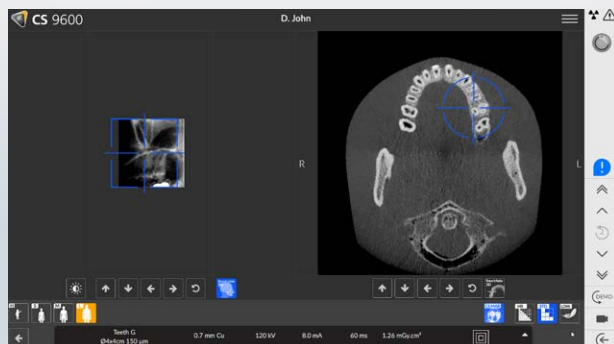 CS 9600
D. John
R
L
DEMO
S
M
L
Teeth G
Ø4x4cm 150 µm
0.7 mm Cu
120 kV
8.0 mA
60 ms
1.26 mGy.cm²